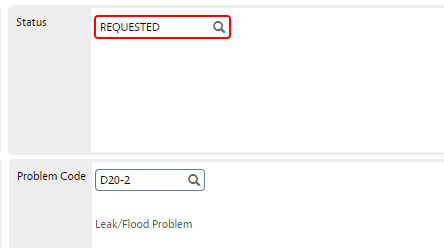 Status
REQUESTED
Problem Code
D20-2
Leak/Flood Problem